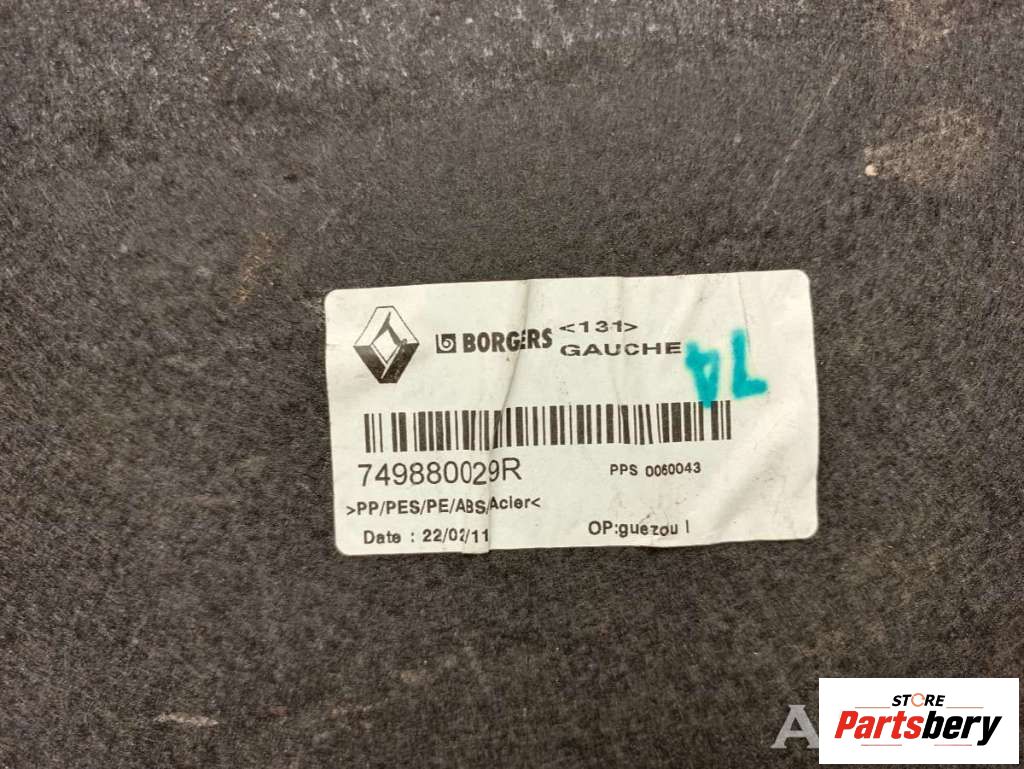 BORGERS
<131>
GAUCHE
749880029R
PPS 0060043
>PP/PES/PE/ABS/Acier<
Date : 22/02/11
OP:guezou l
STORE
Partsbery